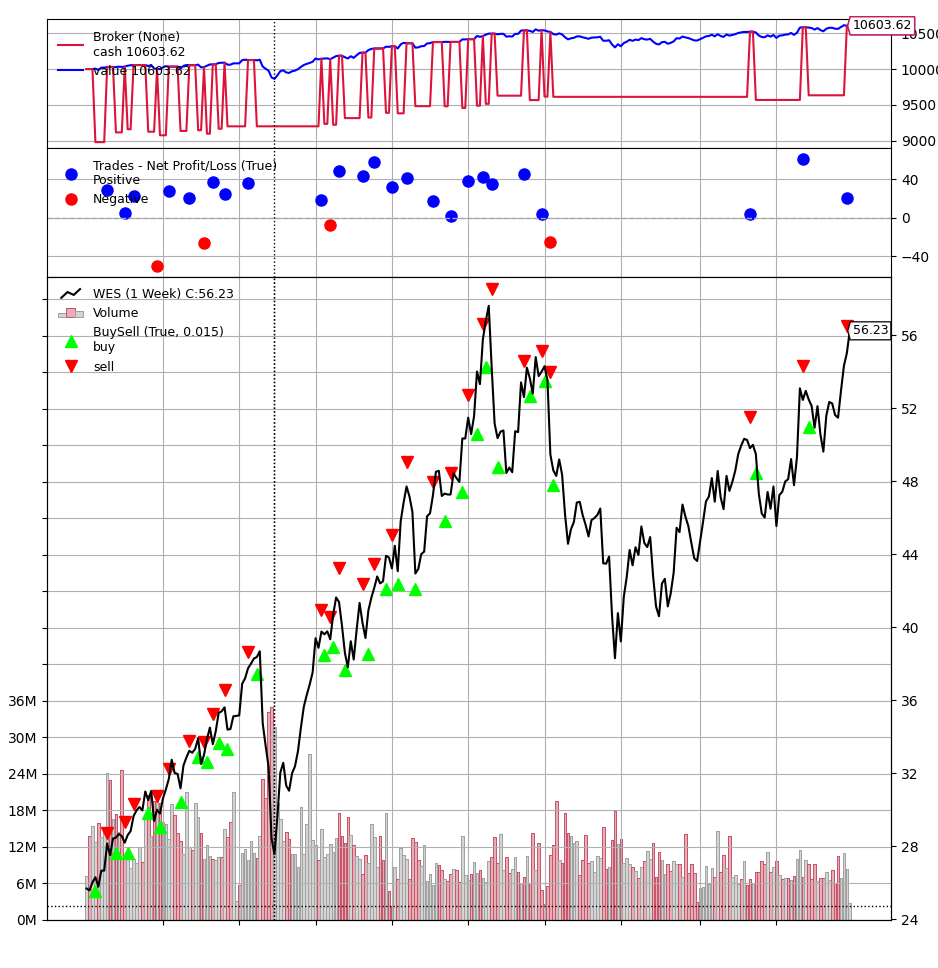 Broker (None)
cash 10603.62
value 10603.62
10603.62
10500
10000
9500
9000
Trades - Net Profit/Loss (True)
Positive
Negative
40
0
−40
WES (1 Week) C:56.23
Volume
BuySell (True, 0.015)
buy
sell
56.23
56
52
48
44
40
36
32
28
24
36M
30M
24M
18M
12M
6M
0M